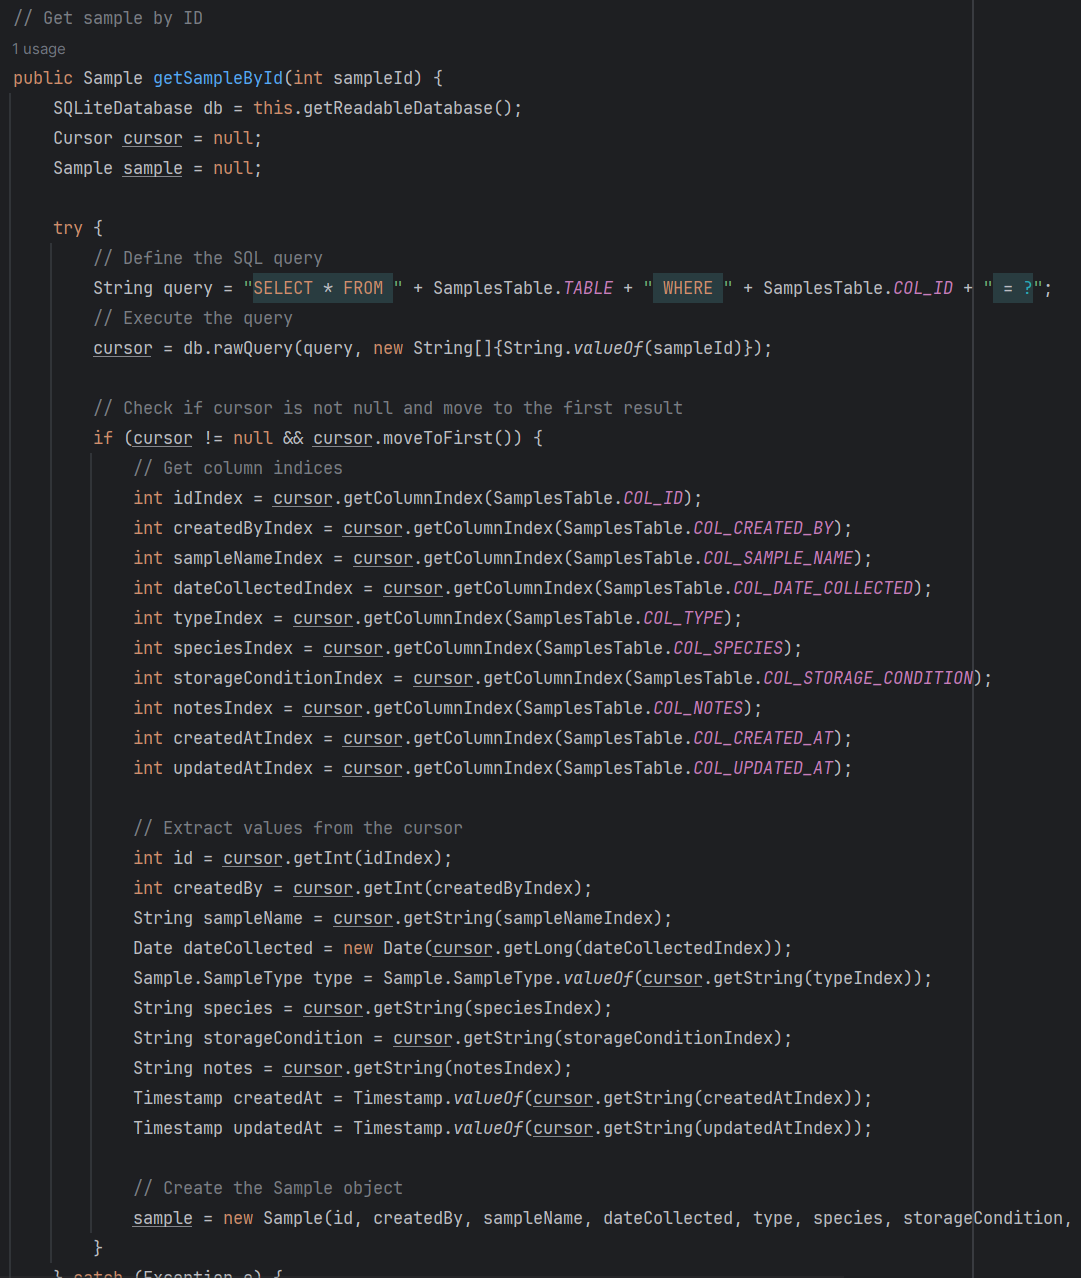 // Get sample by ID
1 usage
public Sample getSampleById(int sampleId) {
    SQLiteDatabase db = this.getReadableDatabase();
    Cursor cursor = null;
    Sample sample = null;

    try {
        // Define the SQL query
        String query = "SELECT * FROM " + SamplesTable.TABLE + " WHERE " + SamplesTable.COL_ID + " = ?";
        // Execute the query
        cursor = db.rawQuery(query, new String[]{String.valueOf(sampleId)});

        // Check if cursor is not null and move to the first result
        if (cursor != null && cursor.moveToFirst()) {
            // Get column indices
            int idIndex = cursor.getColumnIndex(SamplesTable.COL_ID);
            int createdByIndex = cursor.getColumnIndex(SamplesTable.COL_CREATED_BY);
            int sampleNameIndex = cursor.getColumnIndex(SamplesTable.COL_SAMPLE_NAME);
            int dateCollectedIndex = cursor.getColumnIndex(SamplesTable.COL_DATE_COLLECTED);
            int typeIndex = cursor.getColumnIndex(SamplesTable.COL_TYPE);
            int speciesIndex = cursor.getColumnIndex(SamplesTable.COL_SPECIES);
            int storageConditionIndex = cursor.getColumnIndex(SamplesTable.COL_STORAGE_CONDITION);
            int notesIndex = cursor.getColumnIndex(SamplesTable.COL_NOTES);
            int createdAtIndex = cursor.getColumnIndex(SamplesTable.COL_CREATED_AT);
            int updatedAtIndex = cursor.getColumnIndex(SamplesTable.COL_UPDATED_AT);

            // Extract values from the cursor
            int id = cursor.getInt(idIndex);
            int createdBy = cursor.getInt(createdByIndex);
            String sampleName = cursor.getString(sampleNameIndex);
            Date dateCollected = new Date(cursor.getLong(dateCollectedIndex));
            Sample.SampleType type = Sample.SampleType.valueOf(cursor.getString(typeIndex));
            String species = cursor.getString(speciesIndex);
            String storageCondition = cursor.getString(storageConditionIndex);
            String notes = cursor.getString(notesIndex);
            Timestamp createdAt = Timestamp.valueOf(cursor.getString(createdAtIndex));
            Timestamp updatedAt = Timestamp.valueOf(cursor.getString(updatedAtIndex));

            // Create the Sample object
            sample = new Sample(id, createdBy, sampleName, dateCollected, type, species, storageCondition,
        }
    } catch (Exception e) {